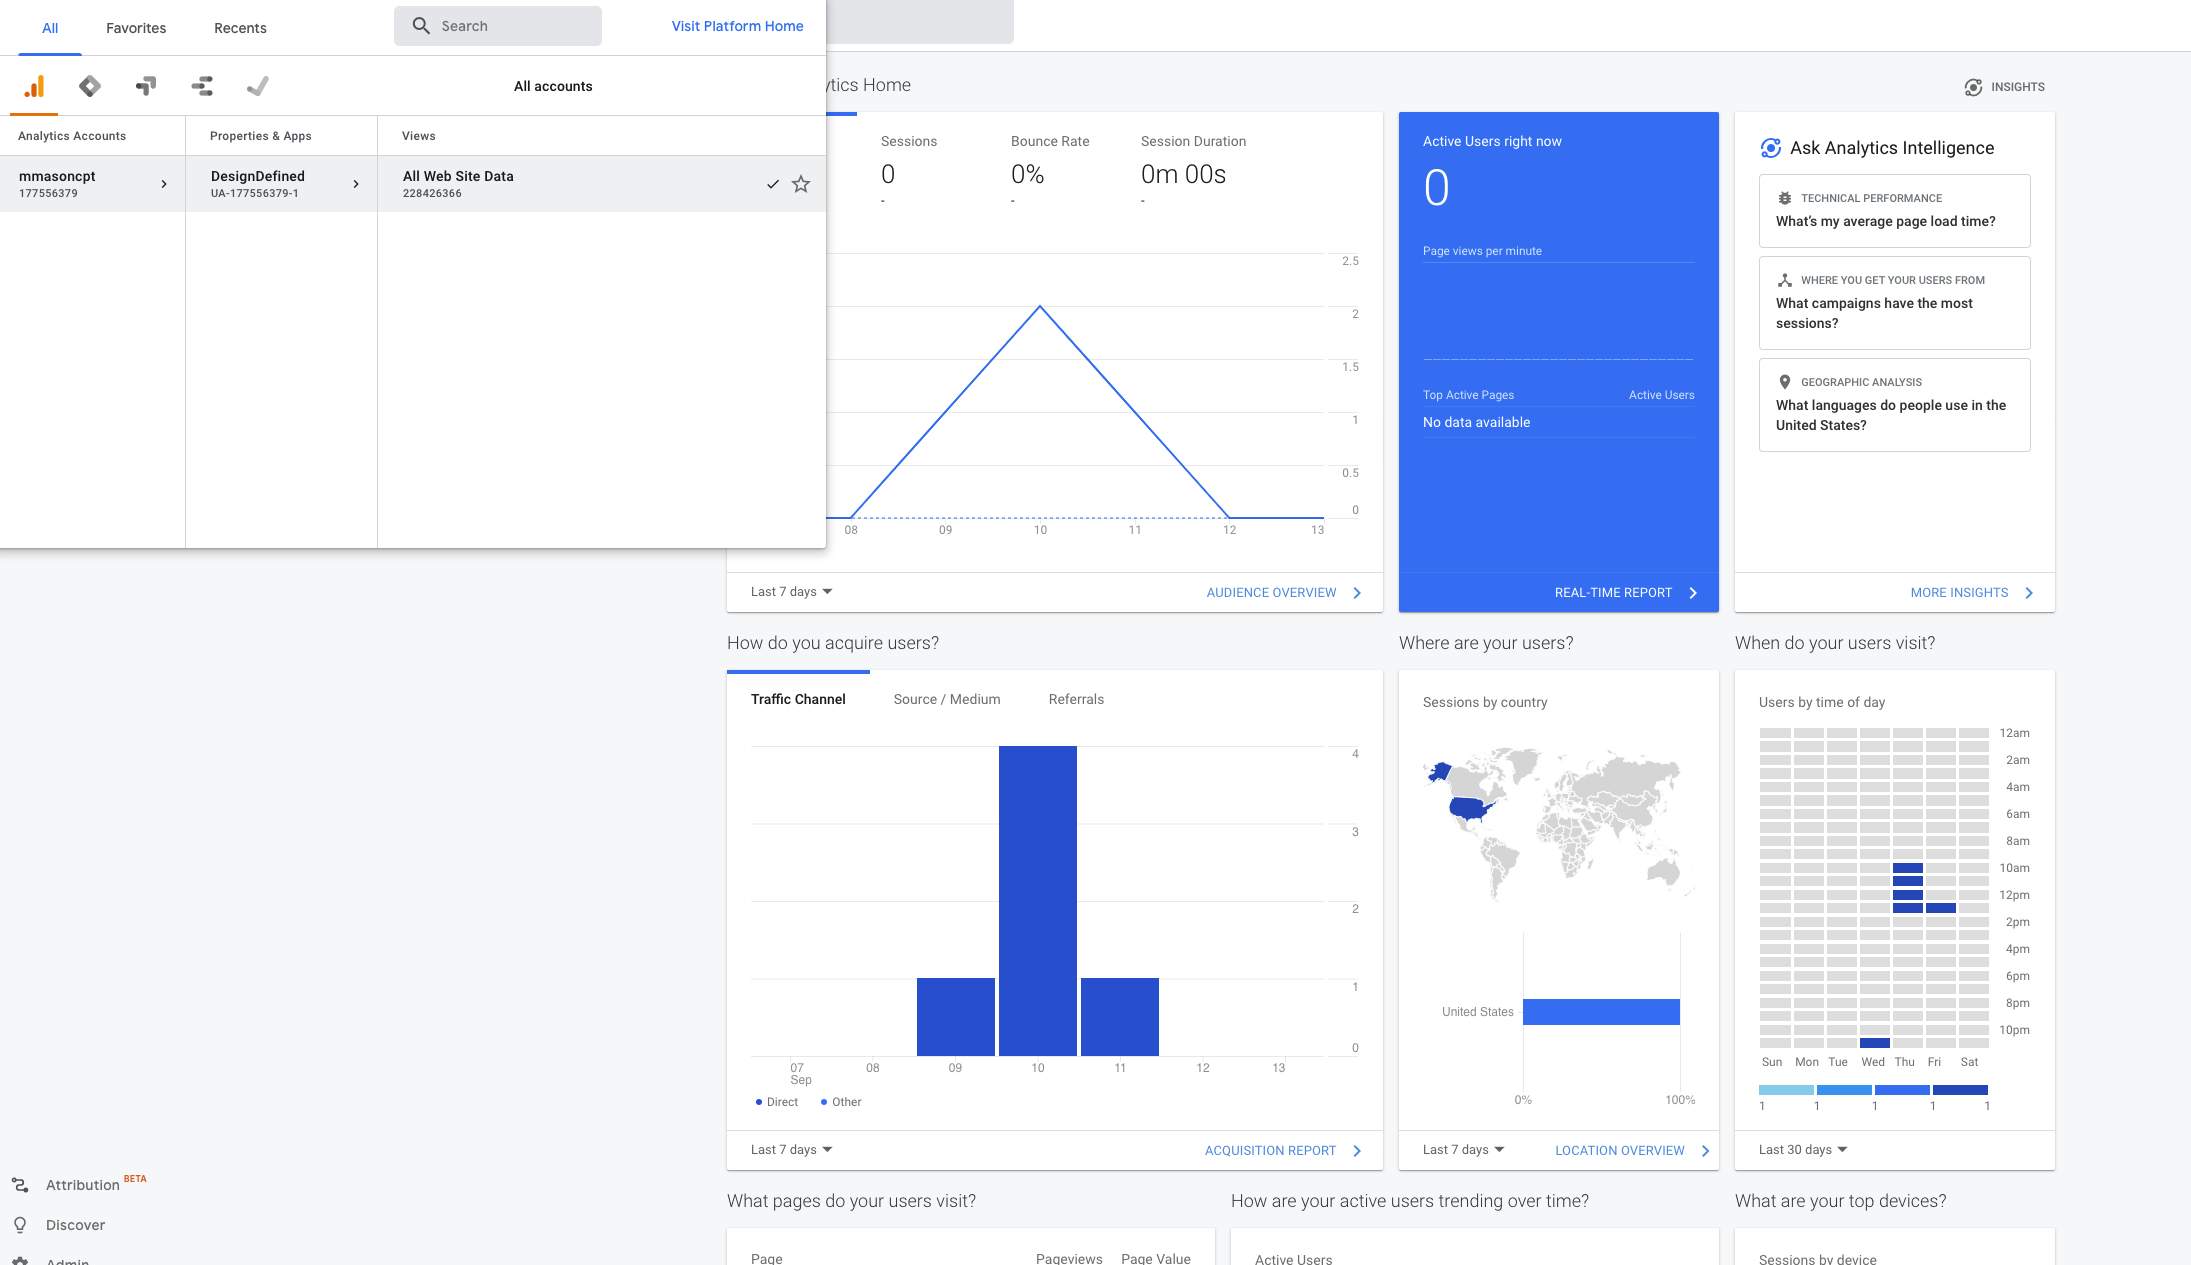 All
Favorites
Recents
Search
Visit Platform Home
All accounts
Analytics Accounts
Properties & Apps
Views
mmasoncpt
177556379
DesignDefined
UA-177556379-1
All Web Site Data
228426366
ytics Home
INSIGHTS
Sessions
0
-
Bounce Rate
0%
-
Session Duration
0m 00s
-
2.5
2
1.5
1
0.5
0
08
09
10
11
12
13
Last 7 days
AUDIENCE OVERVIEW
Active Users right now
0
Page views per minute
Top Active Pages
Active Users
No data available
REAL-TIME REPORT
Ask Analytics Intelligence
TECHNICAL PERFORMANCE
What's my average page load time?
WHERE YOU GET YOUR USERS FROM
What campaigns have the most
sessions?
GEOGRAPHIC ANALYSIS
What languages do people use in the
United States?
MORE INSIGHTS
How do you acquire users?
Traffic Channel
Source / Medium
Referrals
4
3
2
1
0
07
Sep
08
09
10
11
12
13
Direct
Other
Last 7 days
ACQUISITION REPORT
Where are your users?
Sessions by country
United States
0%
100%
Last 7 days
LOCATION OVERVIEW
When do your users visit?
Users by time of day
12am
2am
4am
6am
8am
10am
12pm
2pm
4pm
6pm
8pm
10pm
Sun
Mon
Tue
Wed
Thu
Fri
Sat
1
1
1
1
1
Last 30 days
Attribution BETA
Discover
Admin
What pages do your users visit?
Page
Pageviews
Page Value
How are your active users trending over time?
Active Users
What are your top devices?
Sessions by device